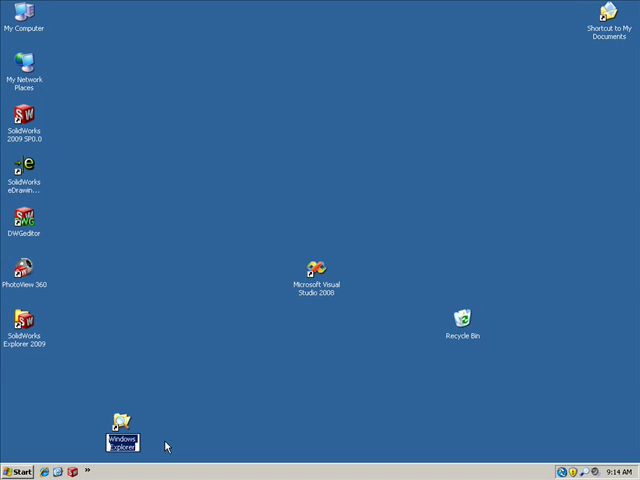 My Computer
Shortcut to My
Documents
My Network
Places
SolidWorks
2009 SP0.0
SolidWorks
eDrawin...
DWGeditor
PhotoView 360
Microsoft Visual
Studio 2008
SolidWorks
Explorer 2009
Recycle Bin
Windows
Explorer
Start
9:14 AM